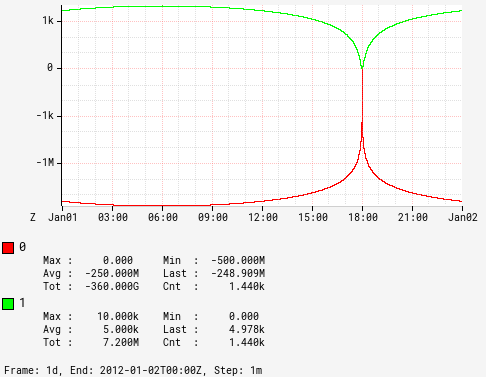 1k
0
-1k
-1M
Z Jan01 03:00 06:00 09:00 12:00 15:00 18:00 21:00 Jan02
0
Max : 0.000 Min : -500.000M
Avg : -250.000M Last : -248.909M
Tot : -360.000G Cnt : 1.440k
1
Max : 10.000k Min : 0.000
Avg : 5.000k Last : 4.978k
Tot : 7.200M Cnt : 1.440k
Frame: 1d, End: 2012-01-02T00:00Z, Step: 1m